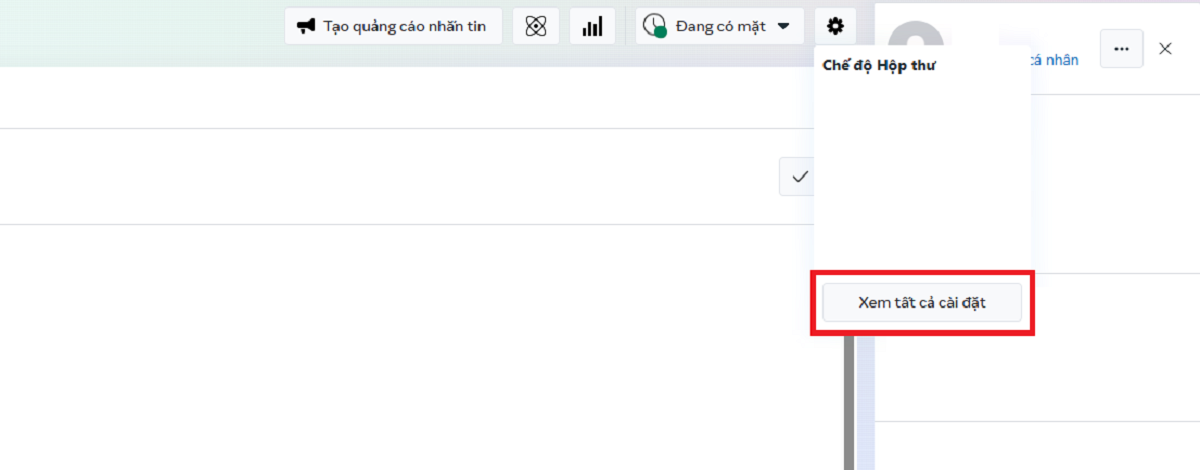 Tạo quảng cáo nhắn tin
Đang có mặt
Chế độ Hộp thư
cá nhân
Xem tất cả cài đặt